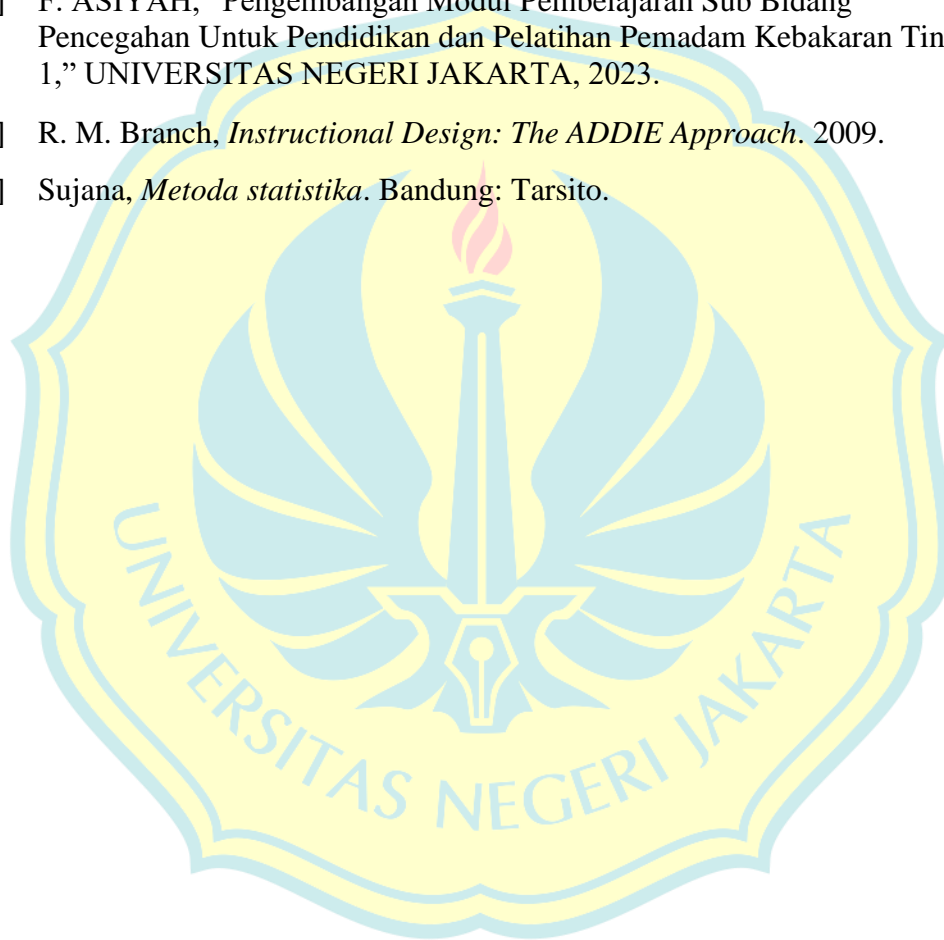 ] F. ASIYAH, “Pengembangan Modul Pembelajaran Sub Bidang
Pencegahan Untuk Pendidikan dan Pelatihan Pemadam Kebakaran Tin
1,” UNIVERSITAS NEGERI JAKARTA, 2023.
] R. M. Branch, Instructional Design: The ADDIE Approach. 2009.
] Sujana, Metoda statistika. Bandung: Tarsito.
UNIVERSITAS NEGERI JAKARTA